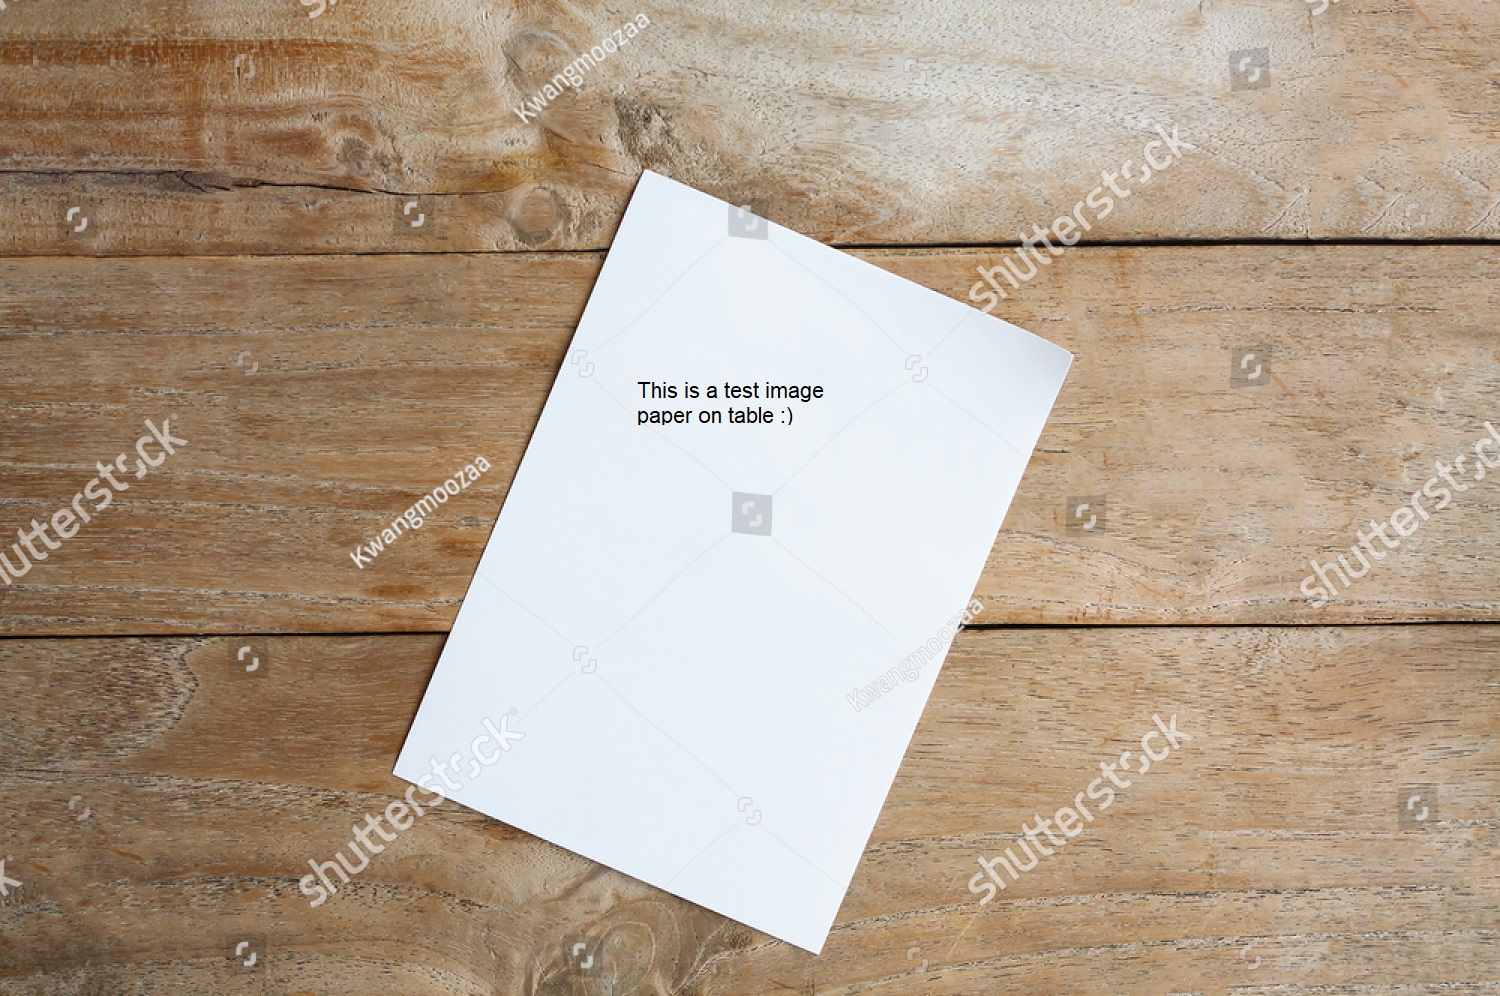 Kwangmoozaa
shutterstock
This is a test image
paper on table :)
shutterstock
Kwangmoozaa
shutterstock
Kwangmoozaa
shutterstock
shutterstock